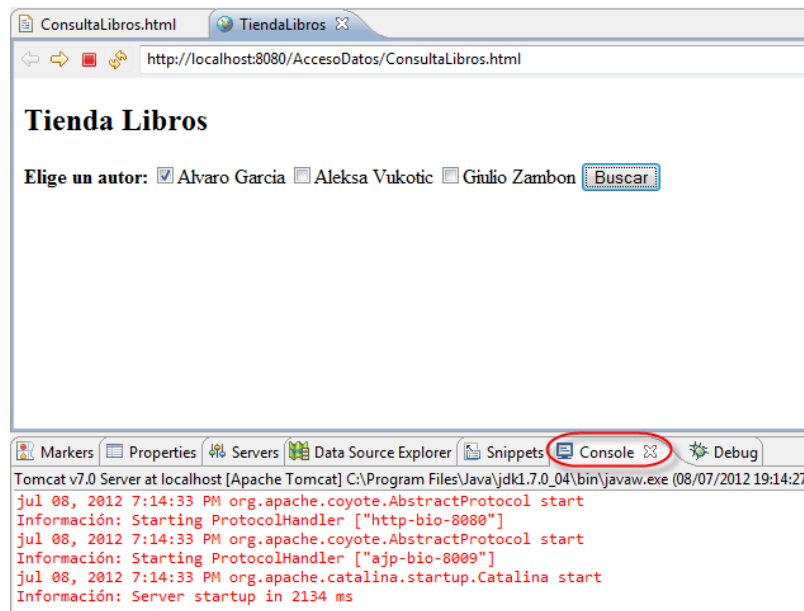 ConsultaLibros.html TiendaLibros
http://localhost:8080/AccesoDatos/ConsultaLibros.html
Tienda Libros
Elige un autor: Alvaro Garcia Aleksa Vukotic Giulio Zambon Buscar
Markers Properties Servers Data Source Explorer Snippets Console Debug
Tomcat v7.0 Server at localhost [Apache Tomcat] C:\Program Files\Java\jdk1.7.0_04\bin\javaw.exe (08/07/2012 19:14:27
jul 08, 2012 7:14:33 PM org.apache.coyote.AbstractProtocol start
Información: Starting ProtocolHandler ["http-bio-8080"]
jul 08, 2012 7:14:33 PM org.apache.coyote.AbstractProtocol start
Información: Starting ProtocolHandler ["ajp-bio-8009"]
jul 08, 2012 7:14:33 PM org.apache.catalina.startup.Catalina start
Información: Server startup in 2134 ms